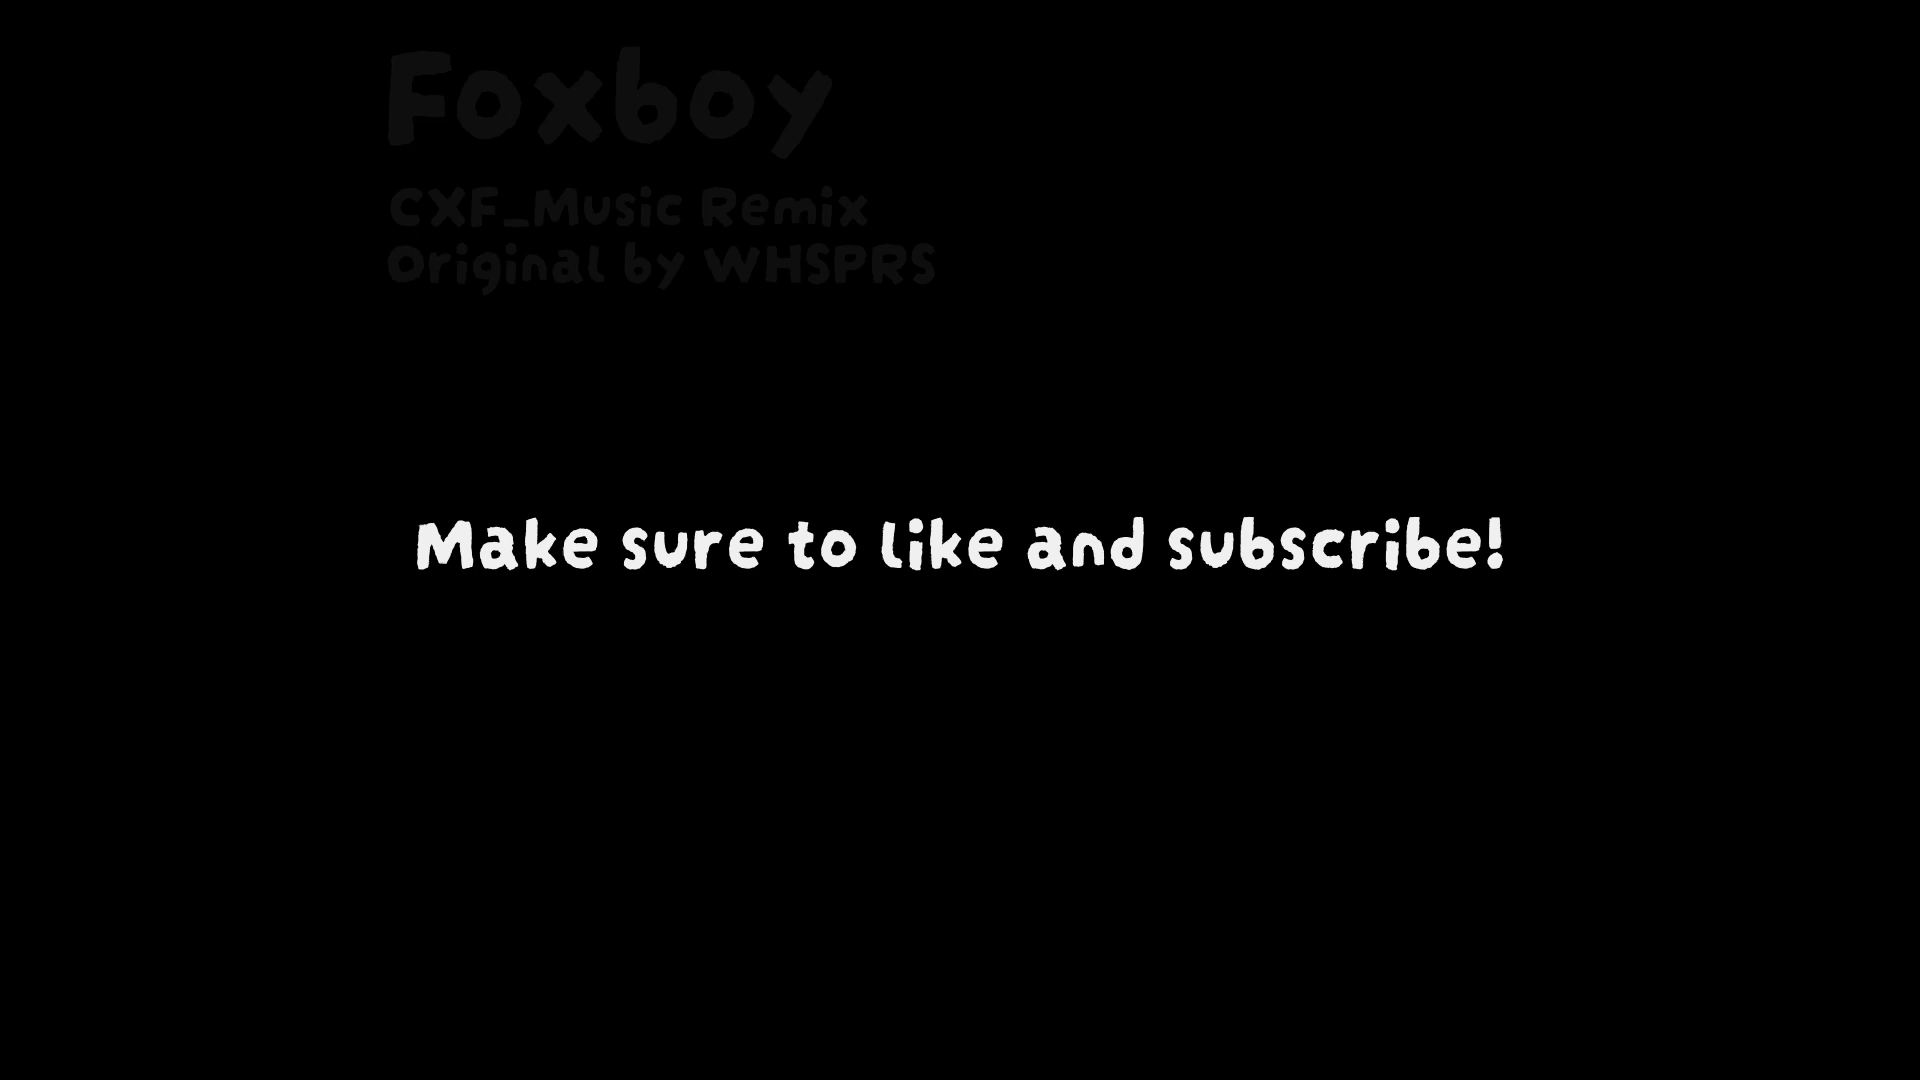 Foxboy
CXF_Music Remix
Original by WHSPRS
Make sure to like and subscribe!